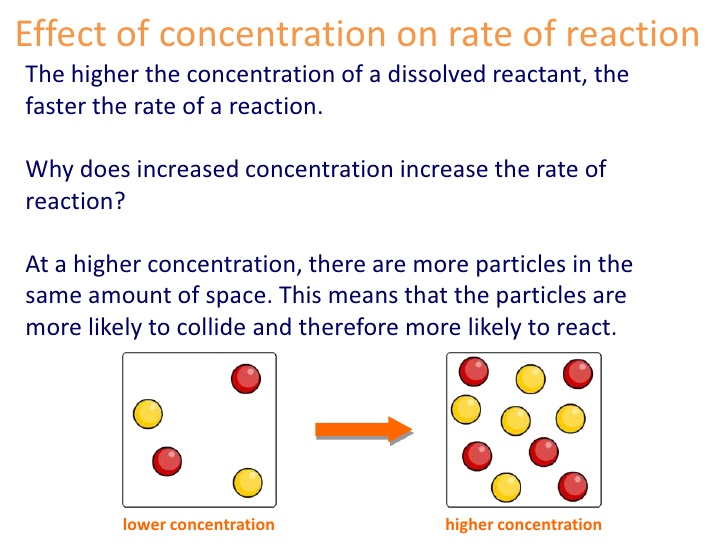 Effect of concentration on rate of reaction
The higher the concentration of a dissolved reactant, the
faster the rate of a reaction.
Why does increased concentration increase the rate of
reaction?
At a higher concentration, there are more particles in the
same amount of space. This means that the particles are
more likely to collide and therefore more likely to react.
lower concentration
higher concentration